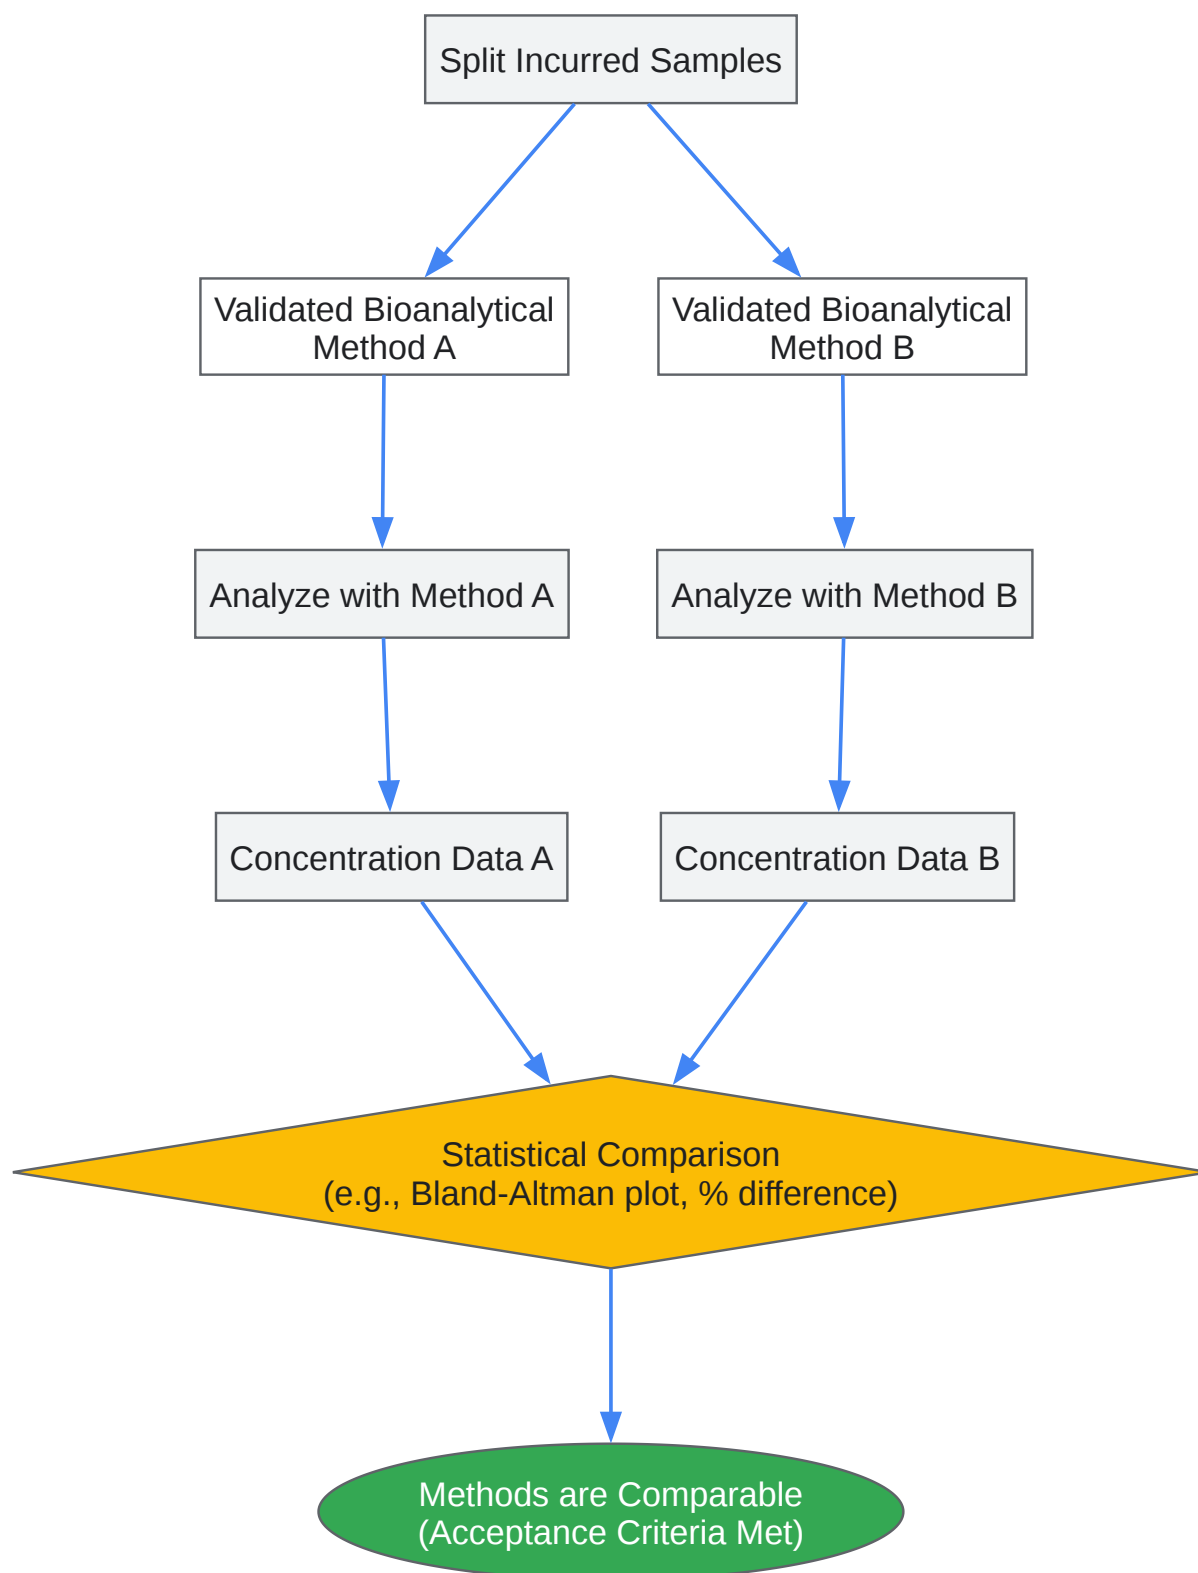 Split Incurred Samples
Validated Bioanalytical
Method A
Validated Bioanalytical
Method B
Analyze with Method A
Analyze with Method B
Concentration Data A
Concentration Data B
Statistical Comparison
(e.g., Bland-Altman plot, % difference)
Methods are Comparable
(Acceptance Criteria Met)